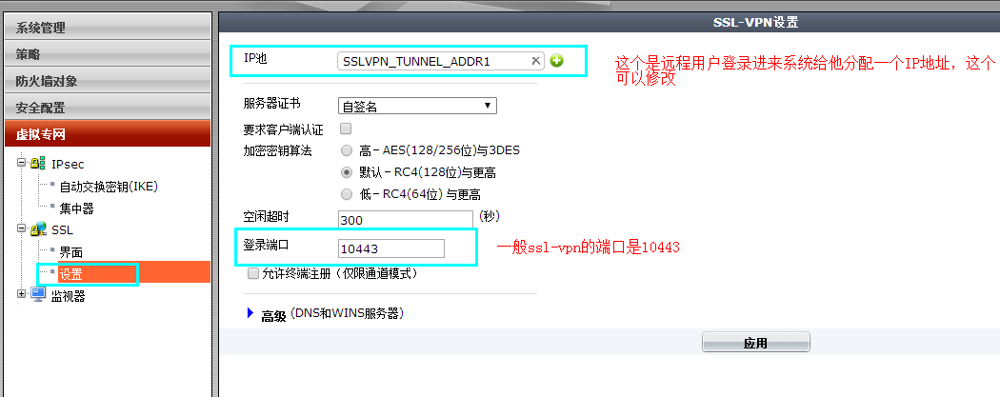 SSL-VPN设置
系统管理
策略
防火墙对象
安全配置
虚拟专网
IPsec
自动交换密钥(IKE)
集中器
SSL
界面
设置
监视器
IP池
SSLVPN_TUNNEL_ADDR1
这个是远程用户登录进来系统给他分配一个IP地址，这个
可以修改
服务器证书
自签名
要求客户端认证
加密密钥算法
高－AES(128/256位)与3DES
默认－RC4(128位)与更高
低－RC4(64位) 与更高
空闲超时
300
(秒)
登录端口
10443
一般ssl-vpn的端口是10443
允许终端注册（仅限通道模式）
高级 (DNS和WINS服务器)
应用